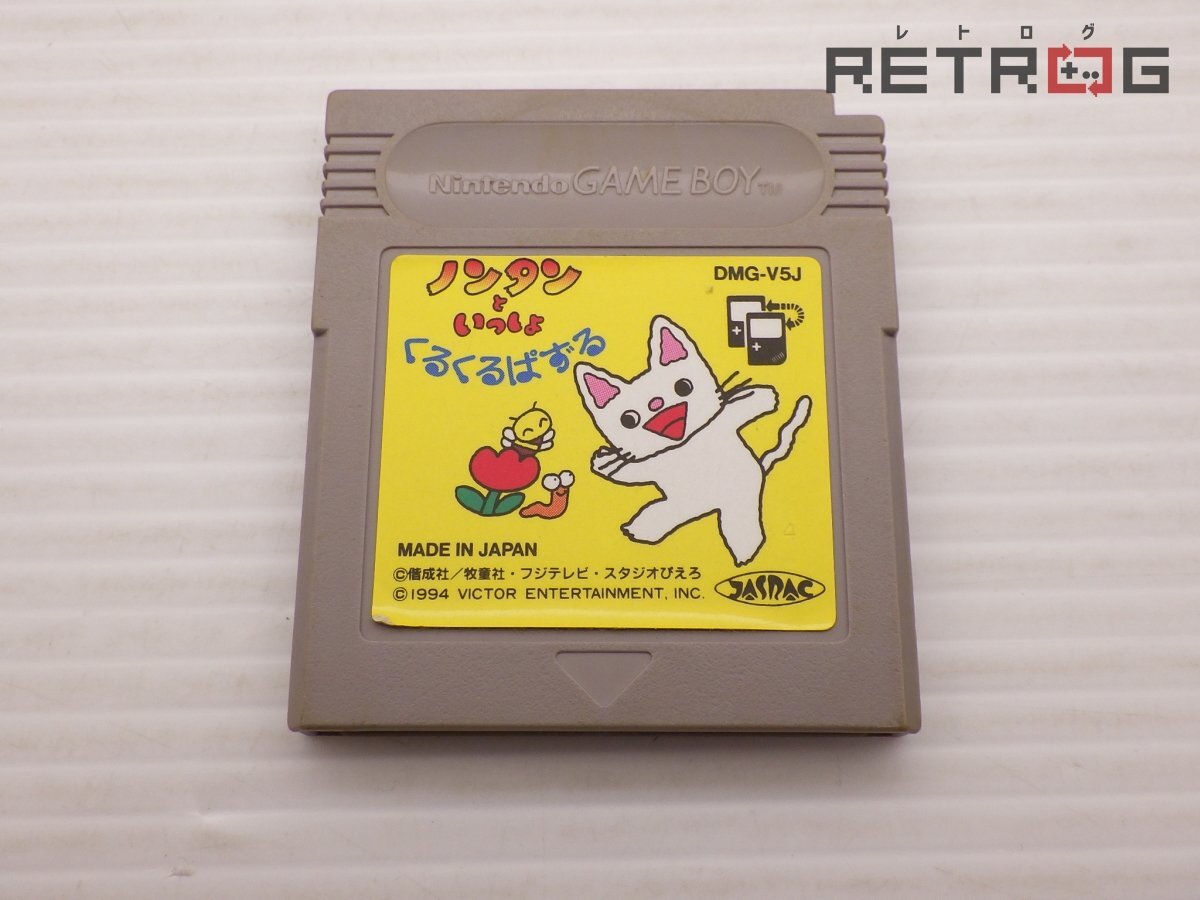 レトログ
RETROG
Nintendo GAME BOY TM
ノンタン
と
いっしょ
くるくるぱずる
DMG-V5J
4
MADE IN JAPAN
©偕成社/牧童社・フジテレビ・スタジオぴえろ
©1994 VICTOR ENTERTAINMENT, INC.
JASRAC